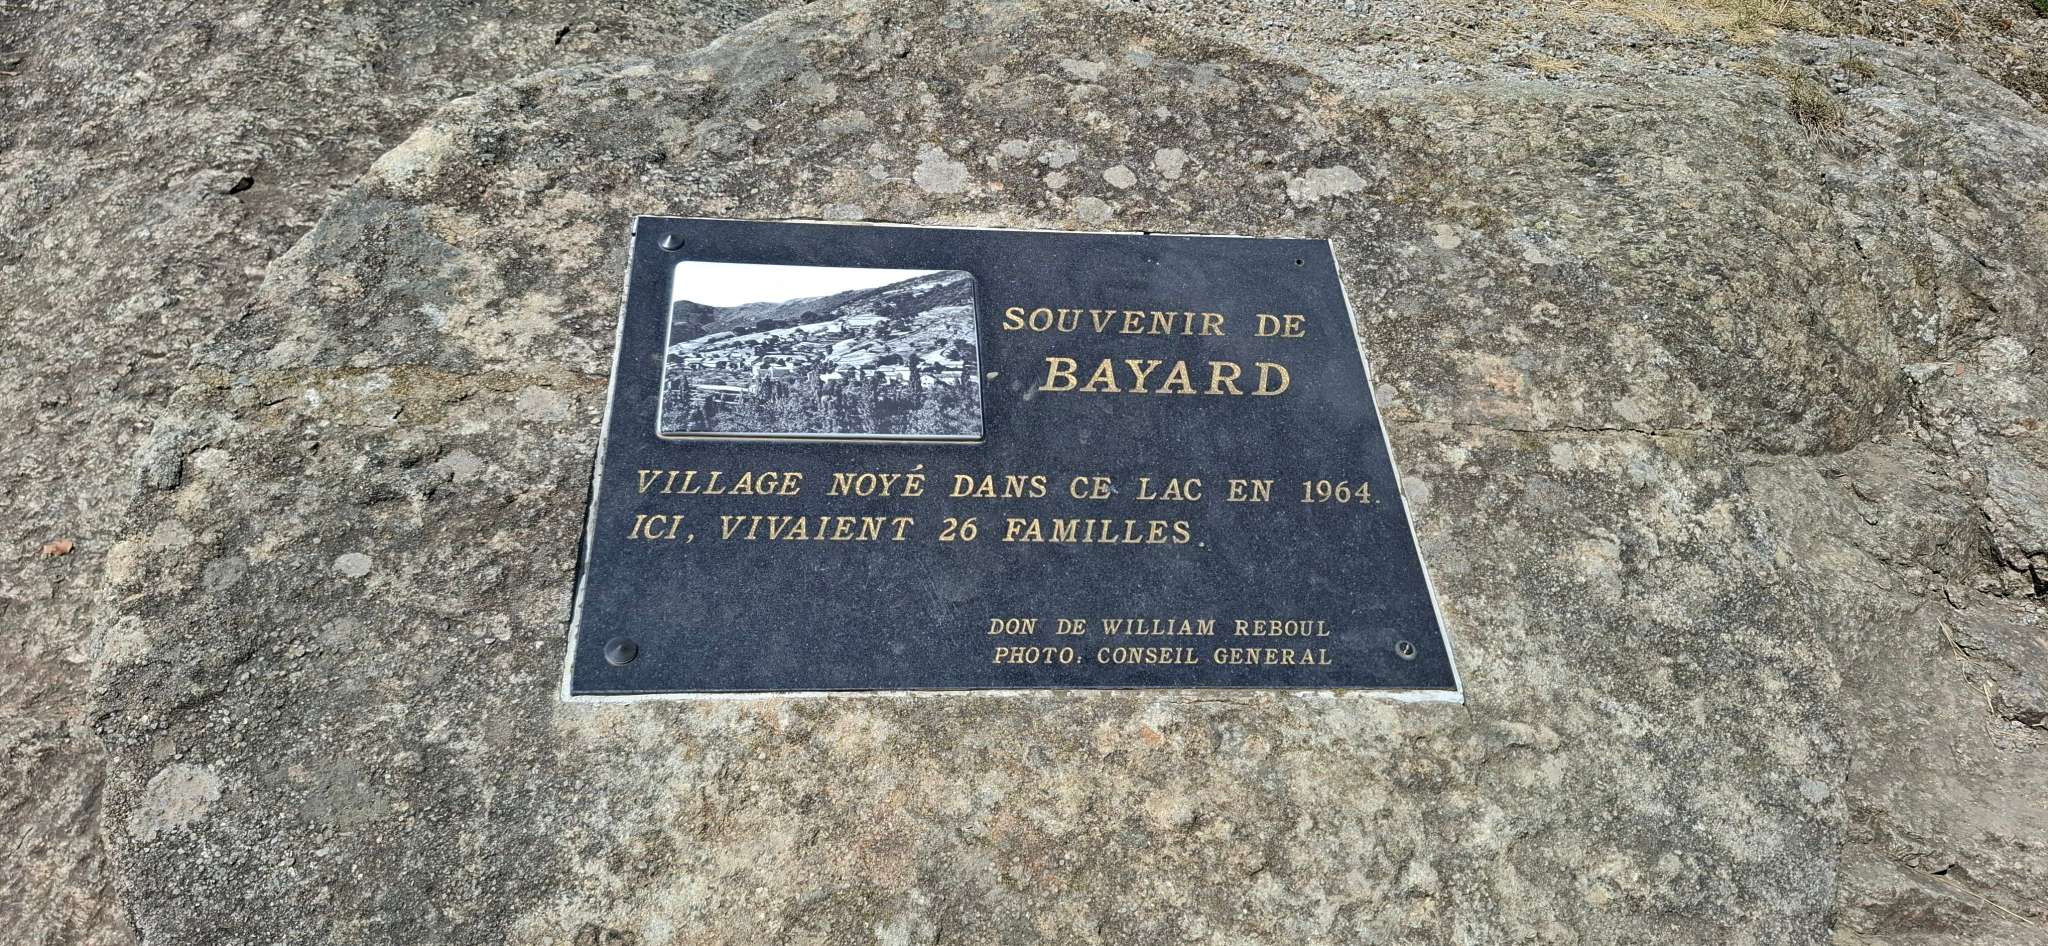 SOUVENIR DE
BAYARD
VILLAGE NOYÉ DANS CE LAC EN 1964.
ICI, VIVAIENT 26 FAMILLES.
DON DE WILLIAM REBOUL
PHOTO: CONSEIL GENERAL